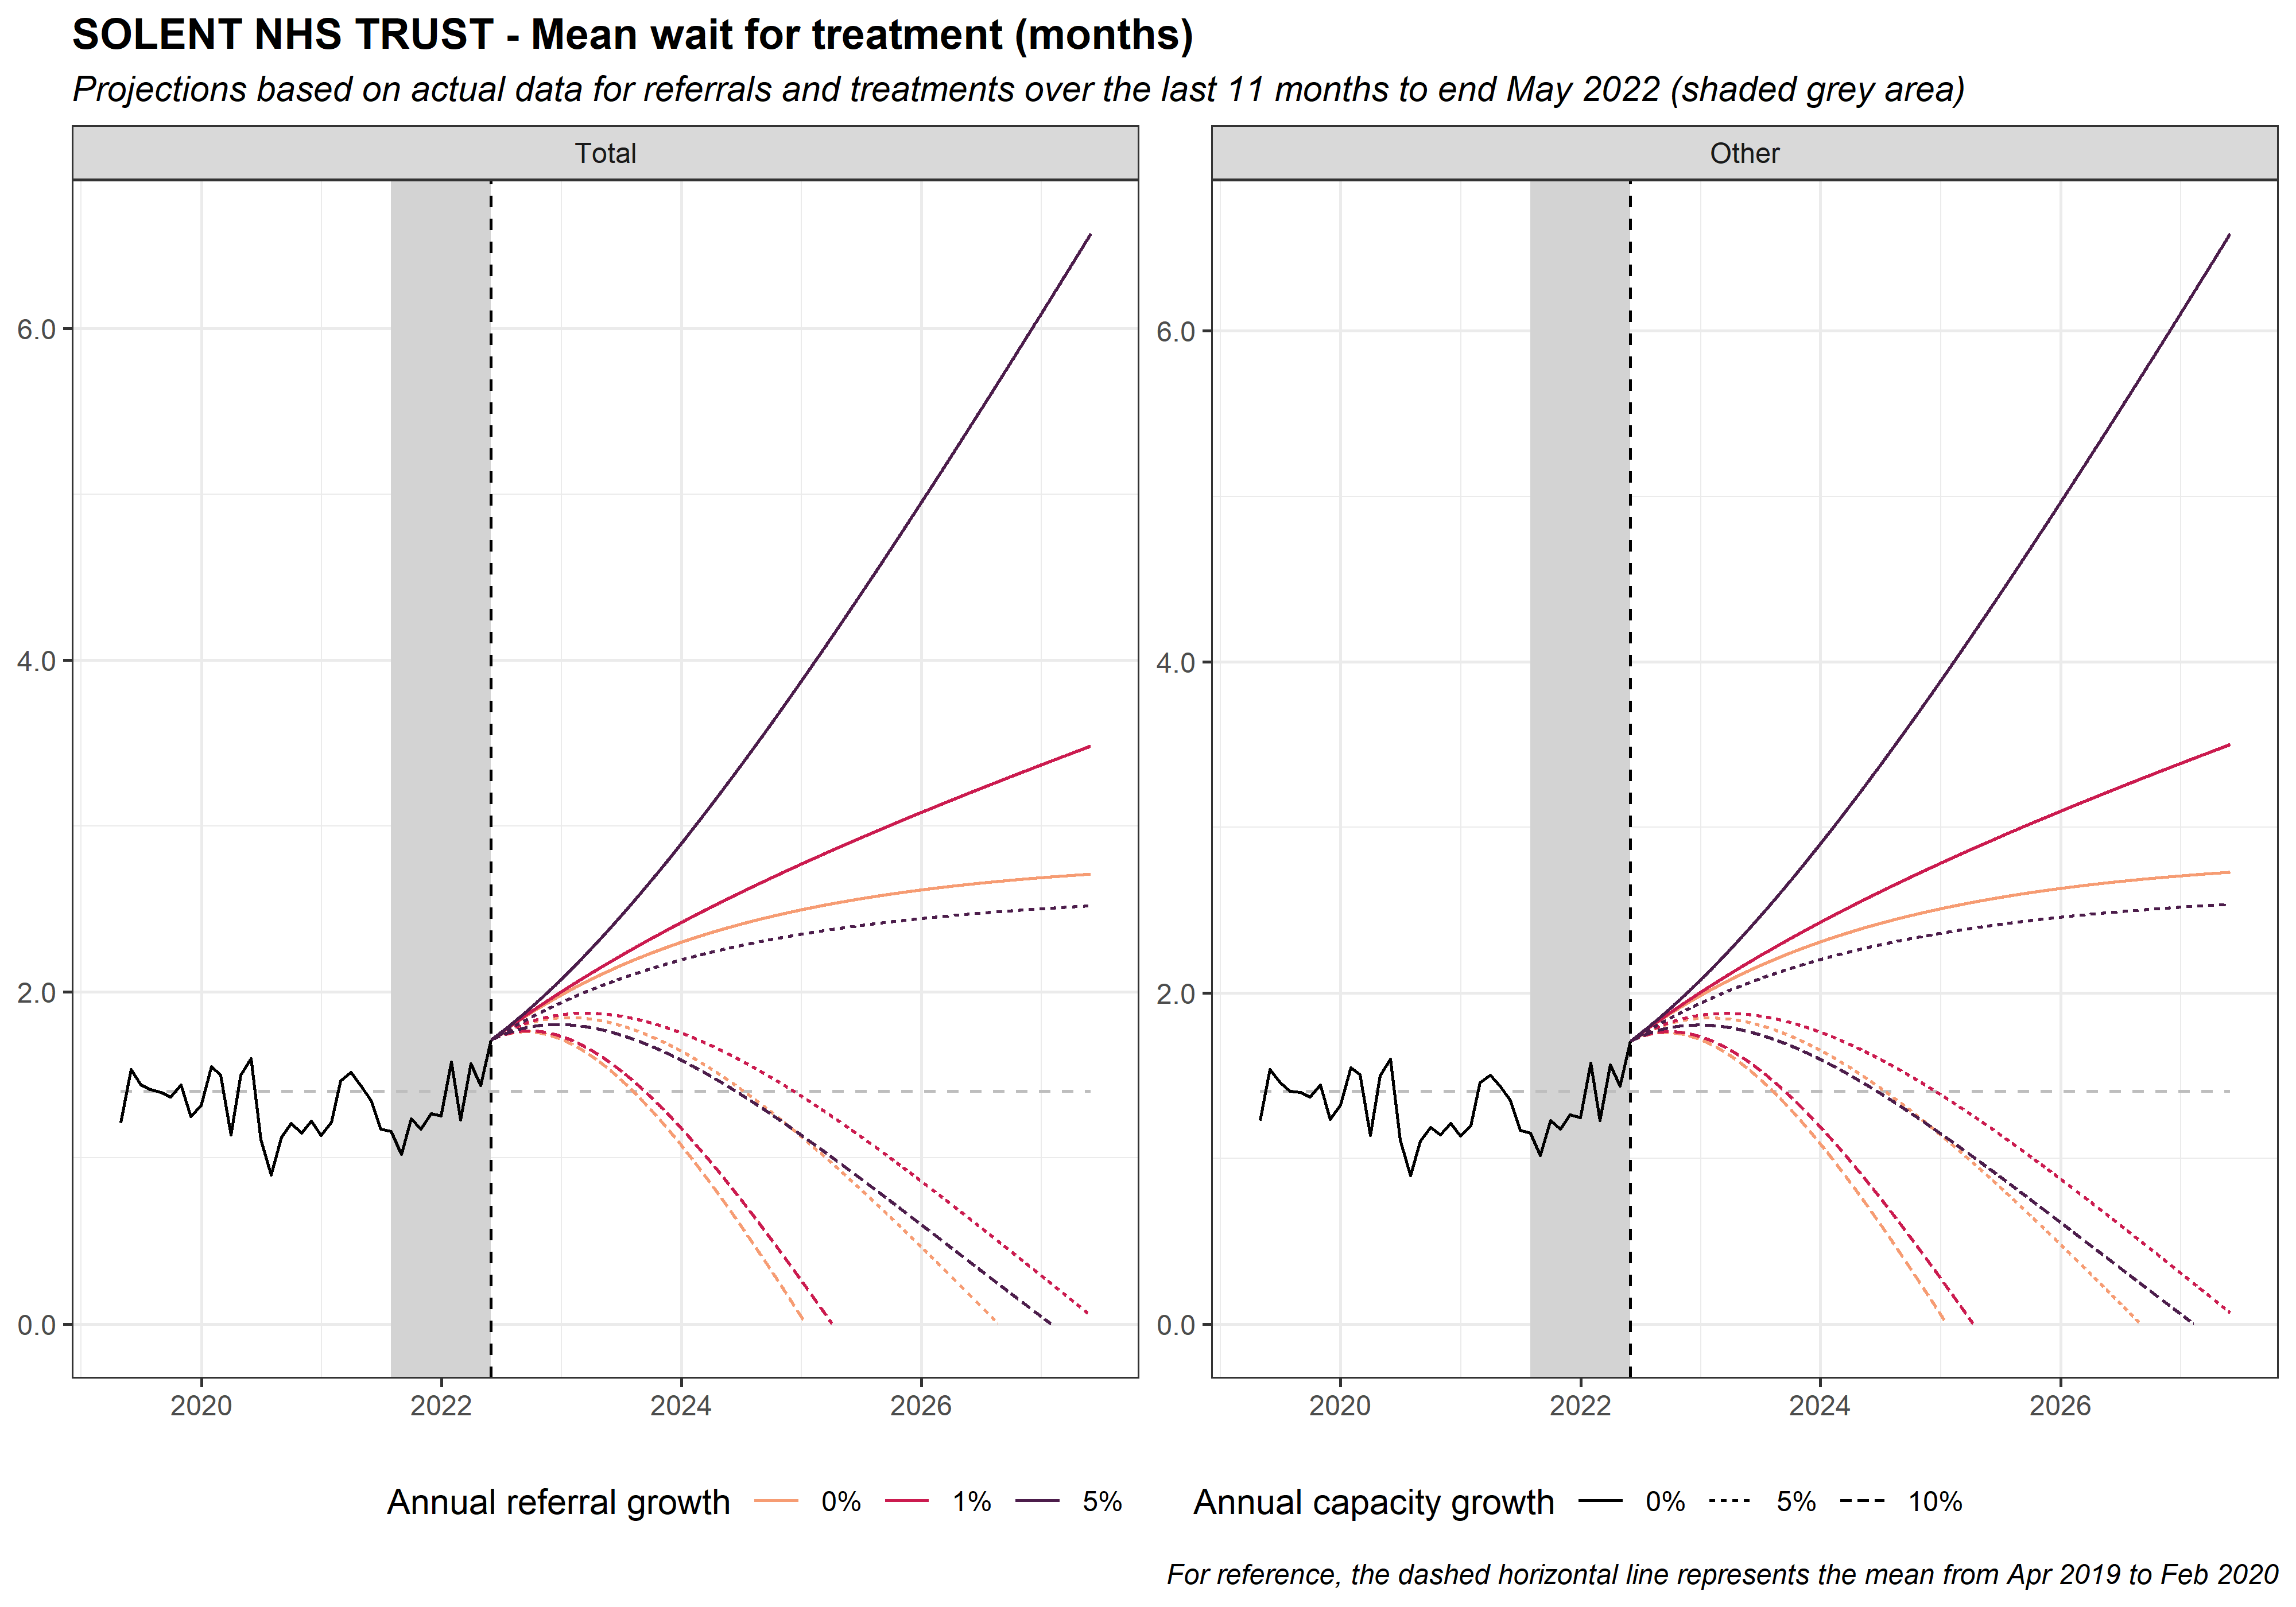 SOLENT NHS TRUST - Mean wait for treatment (months)
Projections based on actual data for referrals and treatments over the last 11 months to end May 2022 (shaded grey area)
Total
Other
6.0
4.0
2.0
0.0
6.0
4.0
2.0
0.0
2020 2022 2024 2026
2020 2022 2024 2026
Annual referral growth 0% 1% 5%
Annual capacity growth 0% 5% 10%
For reference, the dashed horizontal line represents the mean from Apr 2019 to Feb 2020